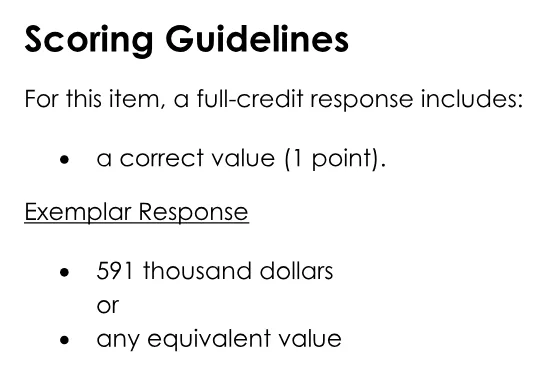 Scoring Guidelines
For this item, a full-credit response includes:
• a correct value (1 point).
Exemplar Response
• 591 thousand dollars
or
• any equivalent value